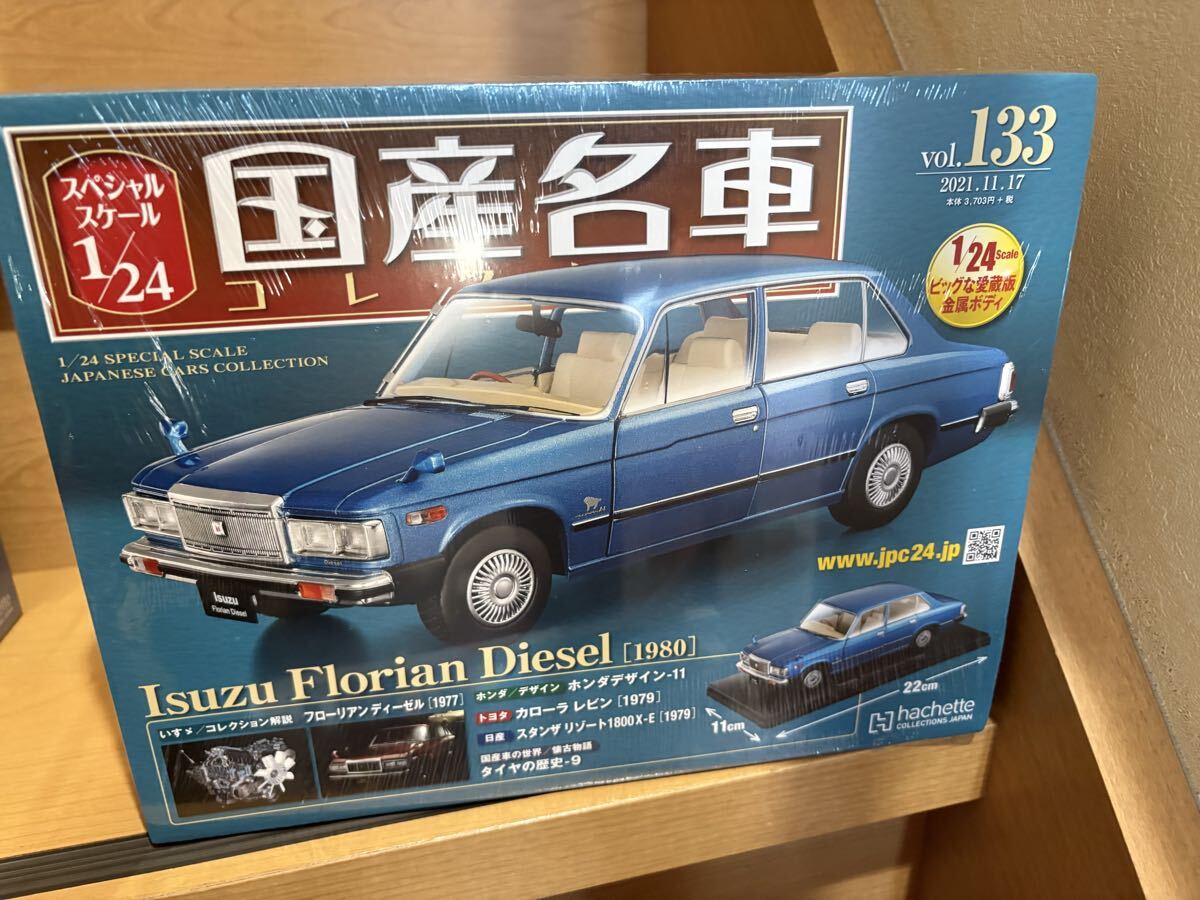 スペシャル
スケール
1/24
国産名車
コレ
1/24 SPECIAL SCALE
JAPANESE CARS COLLECTION
vol.133
2021.11.17
本体 3,703円+税
1/24 Scale
ビッグな愛蔵版
金属ボディ
Diesel
Isuzu
Florian Diesel
www.jpc24.jp
Isuzu Florian Diesel [1980]
いすゞ/コレクション解説 フローリアン ディーゼル [1977]
ホンダ/デザイン ホンダデザイン-11
トヨタ カローラ レビン [1979]
日産 スタンザ リゾート1800X-E [1979]
国産車の世界/懐古物語
タイヤの歴史-9
22cm
11cm
hachette
COLLECTIONS JAPAN